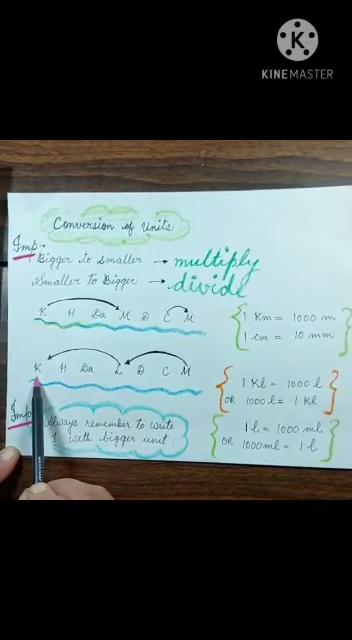 K
KINEMASTER
Conversion of Units
Imp→
Bigger to Smaller → multiply
Smaller to Bigger → divide
K H Da M D C M
1 Km = 1000 m
1 cm = 10 mm
K H Da L D C M
1 Kl = 1000 l
OR 1000 l = 1 Kl
Imp
Always remember to write
1 with bigger unit.
1 l = 1000 ml
OR 1000 ml = 1 l